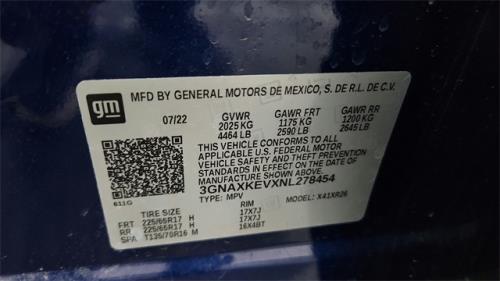 gm
MFD BY GENERAL MOTORS DE MEXICO, S. DE R.L. DE C.V.
07/22 GVWR GAWR FRT GAWR RR
2025 KG 1175 KG 1200 KG
4464 LB 2590 LB 2645 LB
THIS VEHICLE CONFORMS TO ALL
APPLICABLE U.S. FEDERAL MOTOR
VEHICLE SAFETY, BUMPER, AND THEFT
PREVENTION STANDARDS IN EFFECT ON
THE DATE OF MANUFACTURE SHOWN ABOVE.
3GNAXKEVXNL278454
TYPE: MPV MODEL: X41XR26
611G
TIRE SIZE RIM
FRT 225/65R17 H 17X7J
RR 225/65R17 H 17X7J
SPA T135/70R16 M 16X4BT